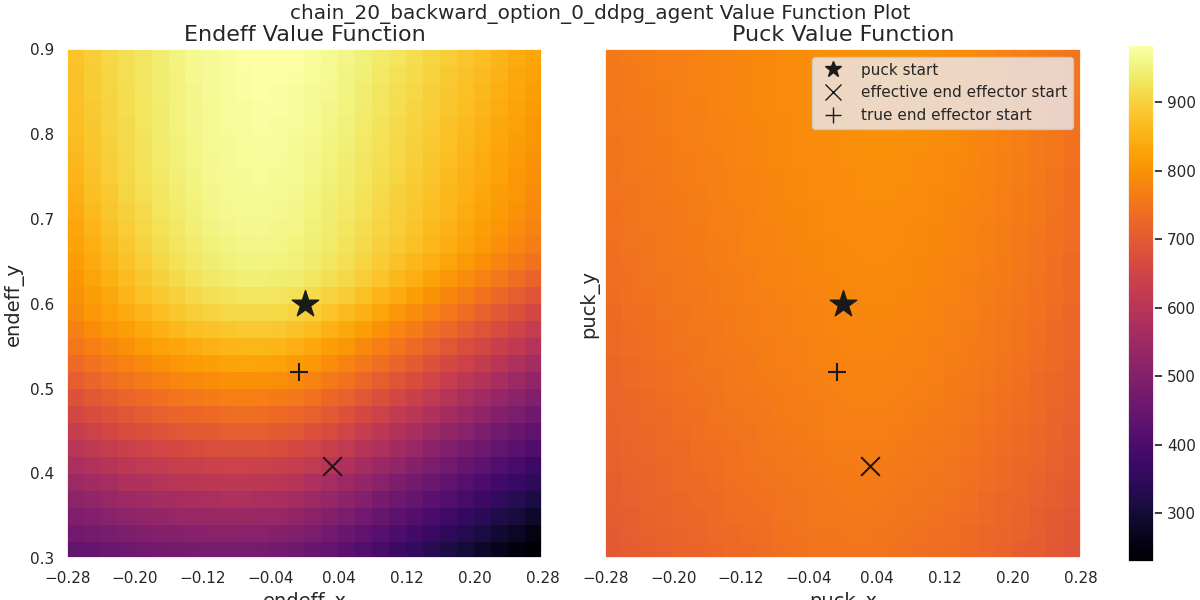 chain_20_backward_option_0_ddpg_agent Value Function Plot
Endeff Value Function
Puck Value Function
0.9
0.8
0.7
0.6
0.5
0.4
0.3
endeff_y
−0.28 −0.20 −0.12 −0.04 0.04 0.12 0.20 0.28
endeff_x
puck start
effective end effector start
true end effector start
puck_y
−0.28 −0.20 −0.12 −0.04 0.04 0.12 0.20 0.28
puck_x
900
800
700
600
500
400
300